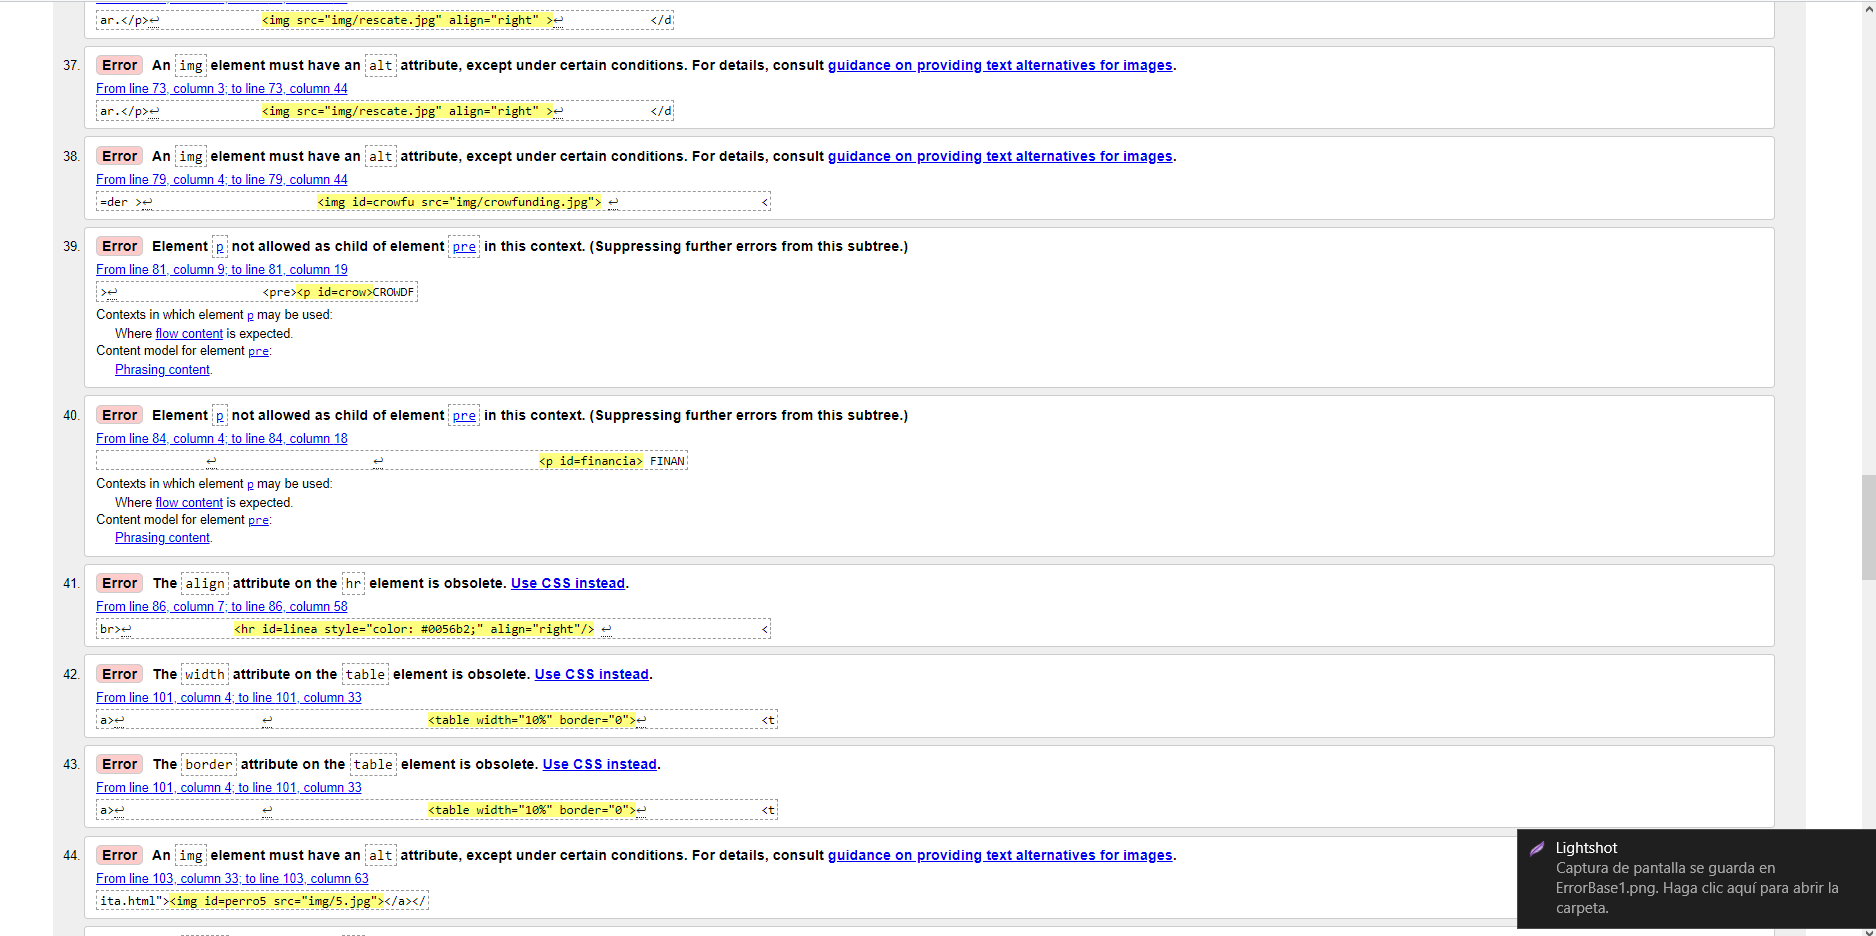 ar.</p>↩ <img src="img/rescate.jpg" align="right" >↩ </d
37. Error An img element must have an alt attribute, except under certain conditions. For details, consult guidance on providing text alternatives for images.
From line 73, column 3; to line 73, column 44
ar.</p>↩ <img src="img/rescate.jpg" align="right" >↩ </d
38. Error An img element must have an alt attribute, except under certain conditions. For details, consult guidance on providing text alternatives for images.
From line 79, column 4; to line 79, column 44
=der >↩ <img id=crowfu src="img/crowfunding.jpg"> ↩ <
39. Error Element p not allowed as child of element pre in this context. (Suppressing further errors from this subtree.)
From line 81, column 9; to line 81, column 19
>↩ <pre><p id=crow>CROWDF
Contexts in which element p may be used:
Where flow content is expected.
Content model for element pre:
Phrasing content.
40. Error Element p not allowed as child of element pre in this context. (Suppressing further errors from this subtree.)
From line 84, column 4; to line 84, column 18
↩ ↩ <p id=financia> FINAN
Contexts in which element p may be used:
Where flow content is expected.
Content model for element pre:
Phrasing content.
41. Error The align attribute on the hr element is obsolete. Use CSS instead.
From line 86, column 7; to line 86, column 58
br>↩ <hr id=linea style="color: #0056b2;" align="right"/> ↩ <
42. Error The width attribute on the table element is obsolete. Use CSS instead.
From line 101, column 4; to line 101, column 33
a>↩ ↩ <table width="10%" border="0">↩ <t
43. Error The border attribute on the table element is obsolete. Use CSS instead.
From line 101, column 4; to line 101, column 33
a>↩ ↩ <table width="10%" border="0">↩ <t
44. Error An img element must have an alt attribute, except under certain conditions. For details, consult guidance on providing text alternatives for images.
From line 103, column 33; to line 103, column 63
ita.html"><img id=perro5 src="img/5.jpg"></a></
Lightshot
Captura de pantalla se guarda en
ErrorBase1.png. Haga clic aquí para abrir la
carpeta.